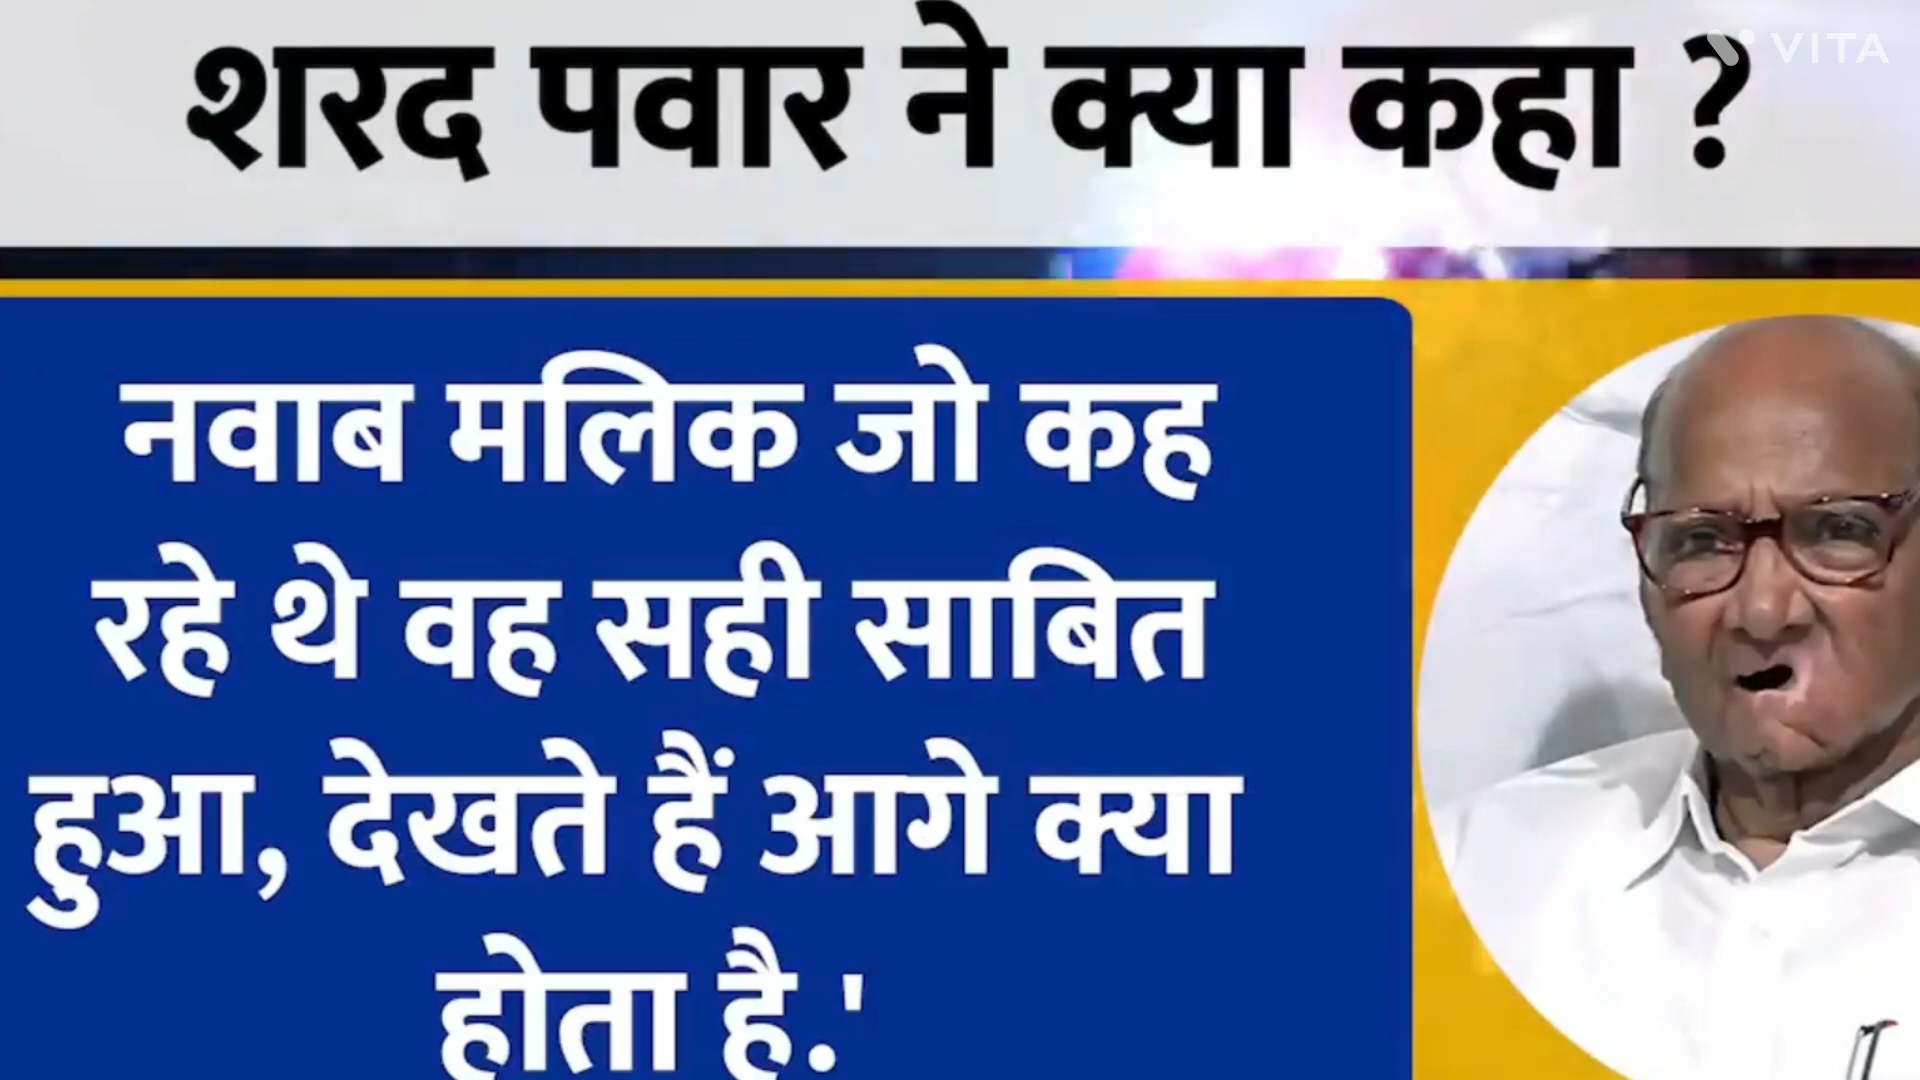 शरद पवार ने क्या कहा ?
VITA
नवाब मलिक जो कह
रहे थे वह सही साबित
हुआ, देखते हैं आगे क्या
होता है.'